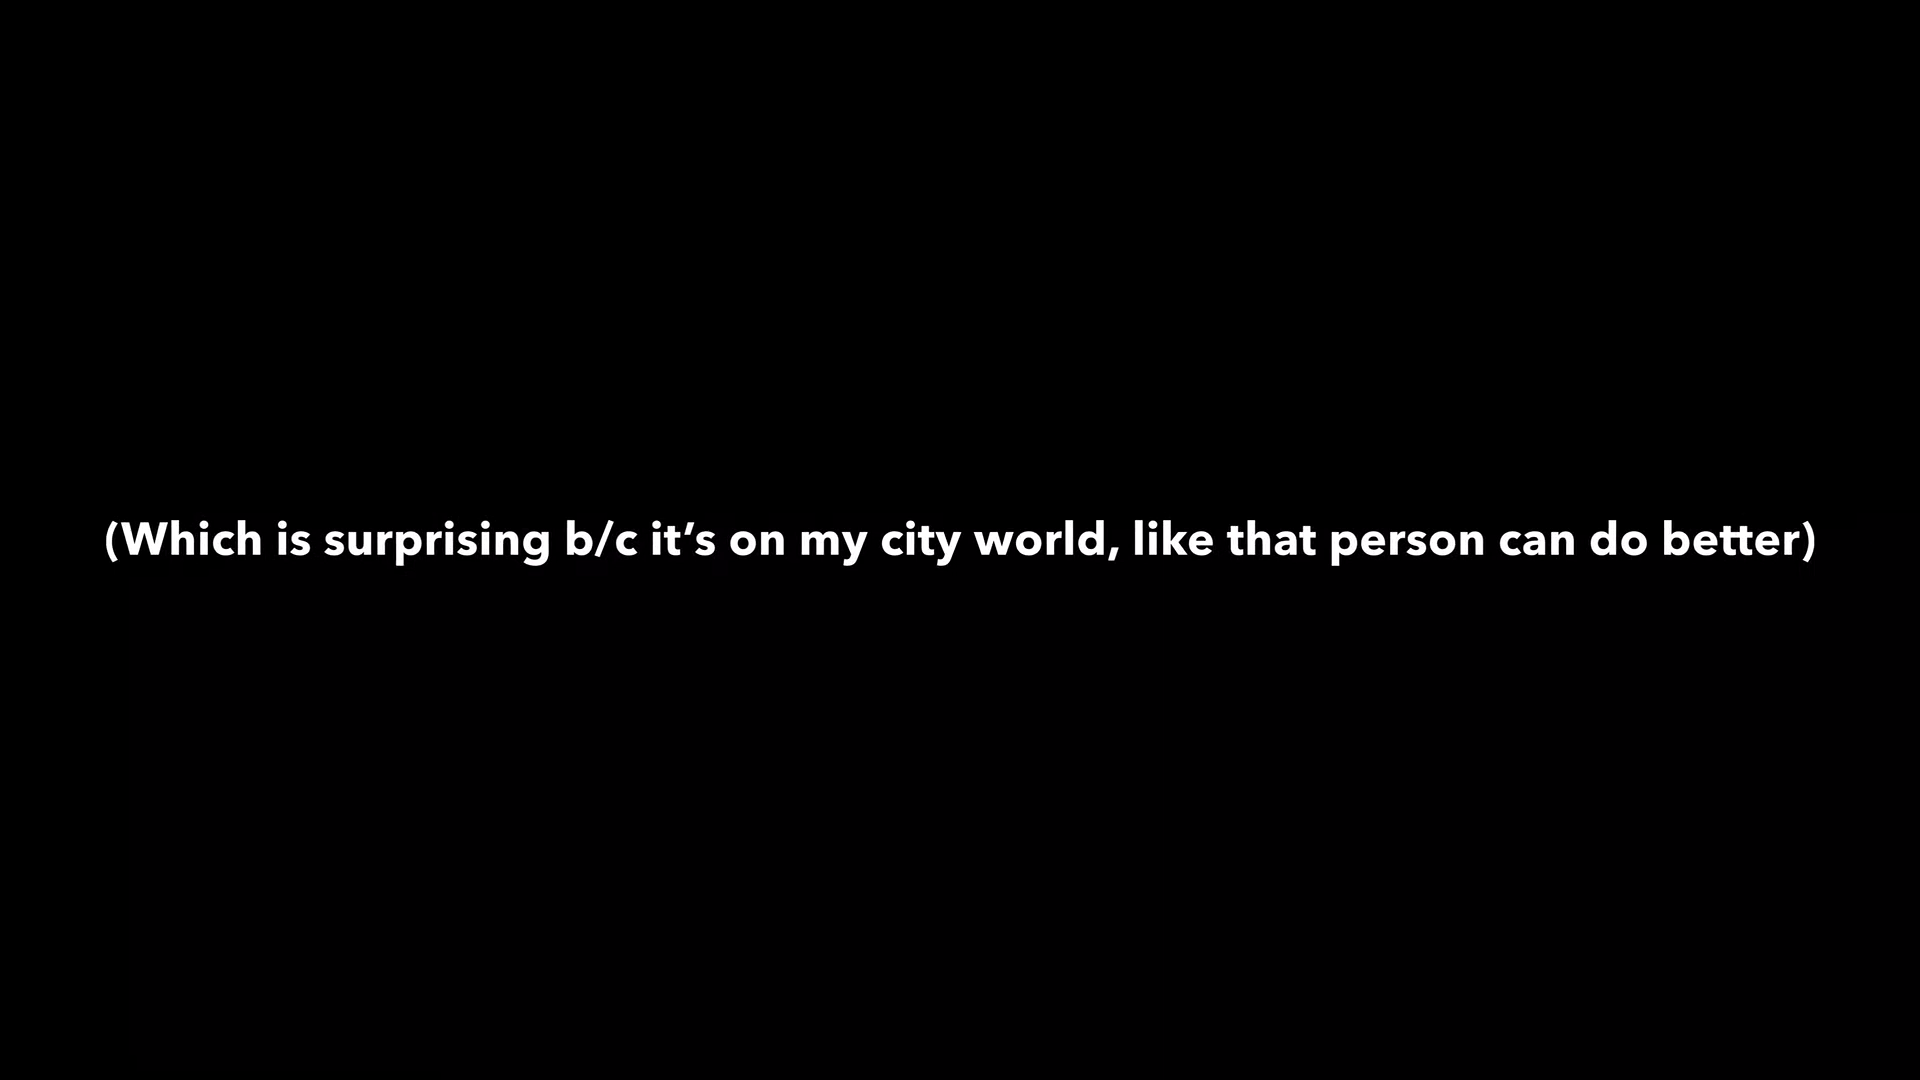 (Which is surprising b/c it’s on my city world, like that person can do better)